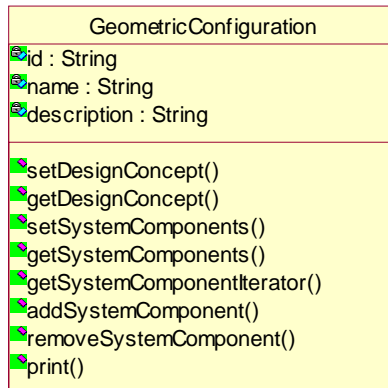 GeometricConfiguration
id : String
name : String
description : String
setDesignConcept()
getDesignConcept()
setSystemComponents()
getSystemComponents()
getSystemComponentIterator()
addSystemComponent()
removeSystemComponent()
print()